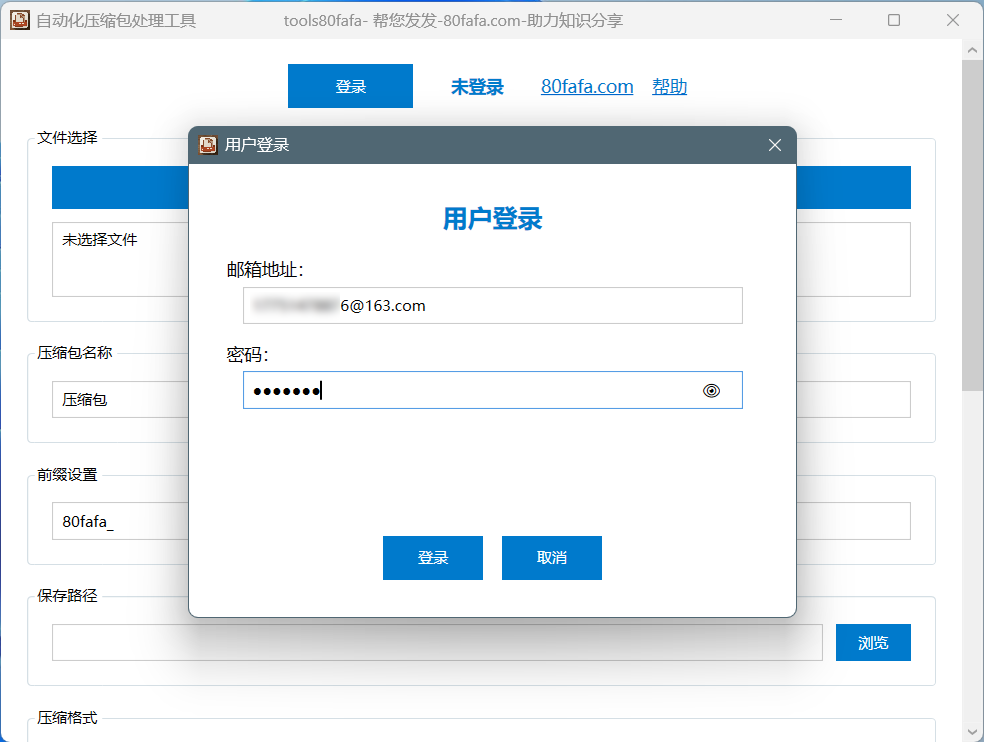 自动化压缩包处理工具 tools80fafa- 帮您发发-80fafa.com-助力知识分享
登录 未登录 80fafa.com 帮助
文件选择
未选择文件
压缩包名称
压缩包
前缀设置
80fafa_
保存路径
浏览
压缩格式
用户登录
用户登录
邮箱地址:
6@163.com
密码:
•••••••
登录 取消